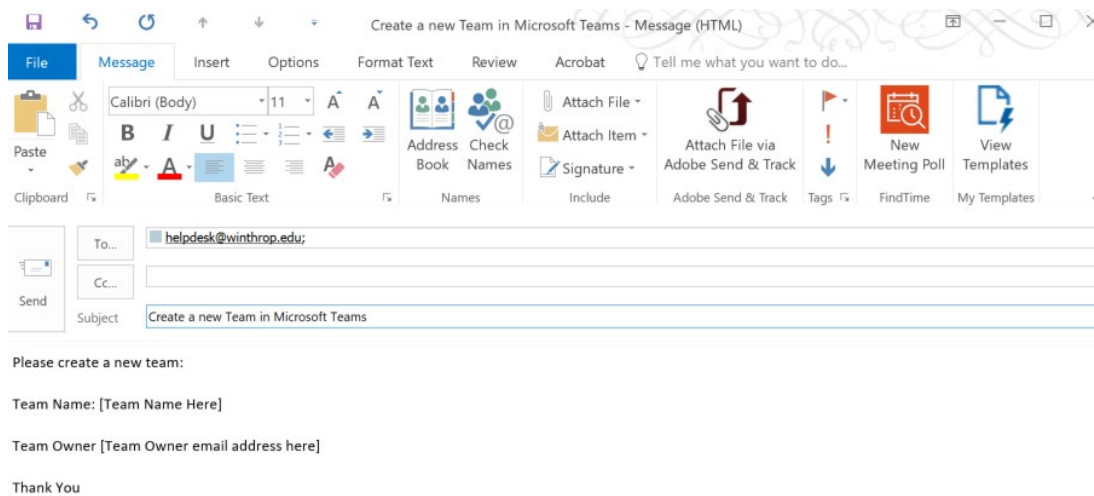 Create a new Team in Microsoft Teams - Message (HTML)
File Message Insert Options Format Text Review Acrobat Tell me what you want to do...
Paste
Calibri (Body) 11 A A
B I U
ab A
Address Book
Check Names
Attach File
Attach Item
Signature
Attach File via Adobe Send & Track
New Meeting Poll
View Templates
Clipboard Basic Text Names Include Adobe Send & Track Tags FindTime My Templates
Send
To... helpdesk@winthrop.edu;
Cc...
Subject Create a new Team in Microsoft Teams
Please create a new team:
Team Name: [Team Name Here]
Team Owner [Team Owner email address here]
Thank You